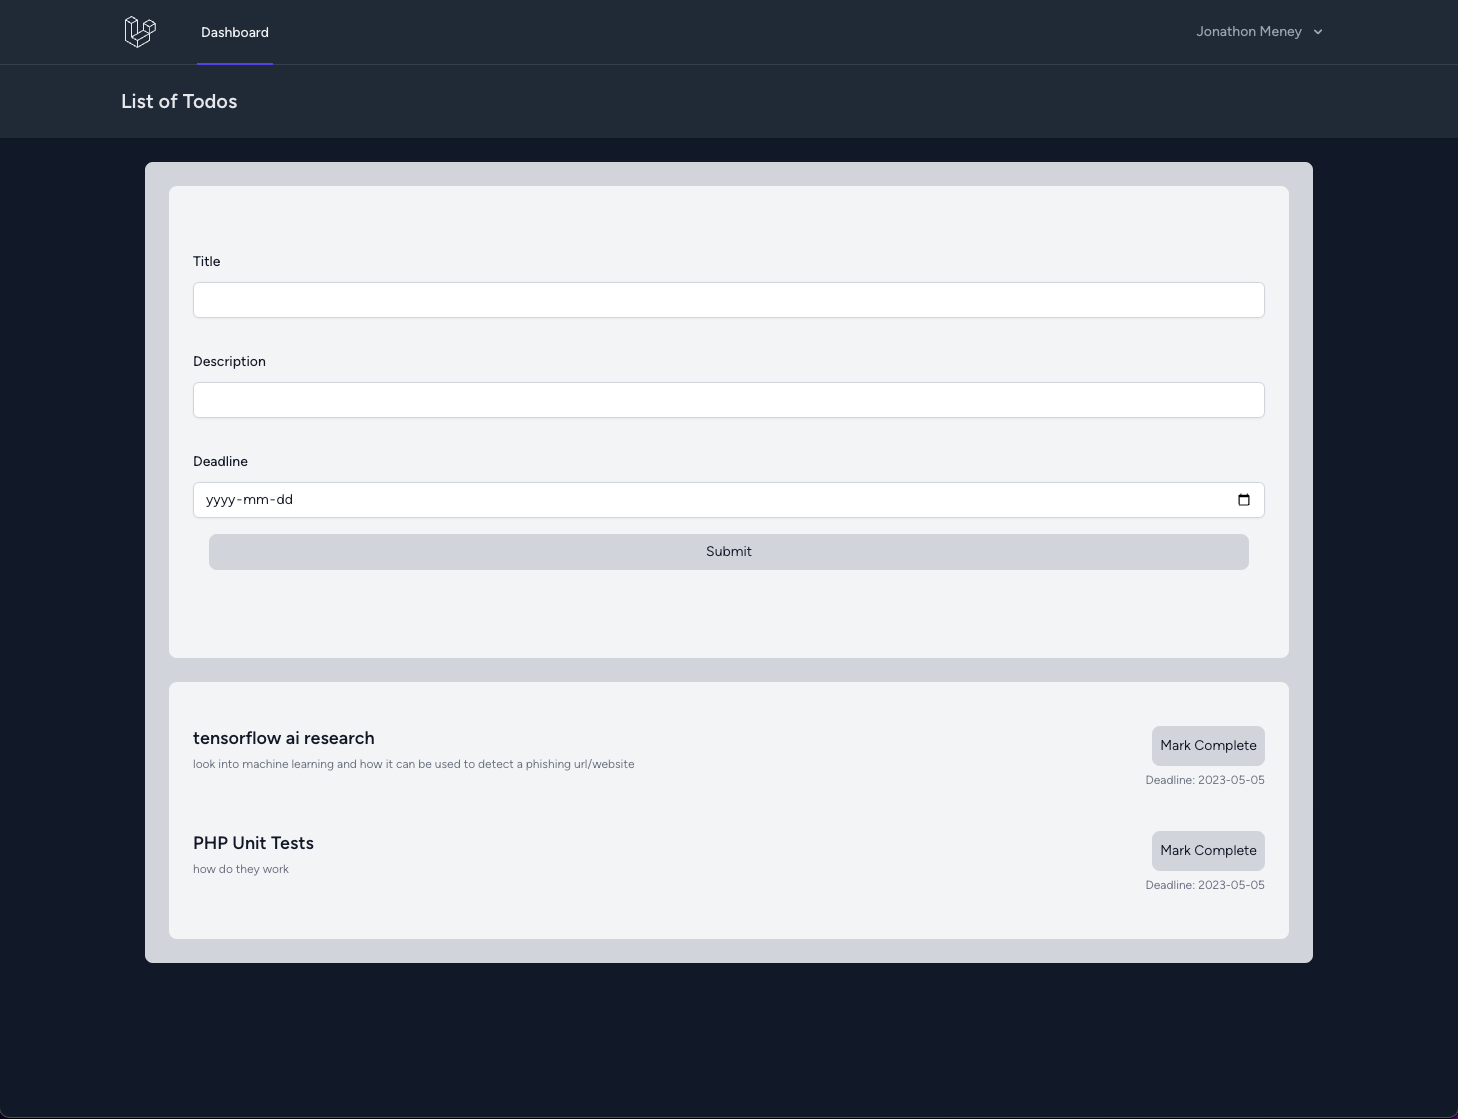 Dashboard
Jonathon Meney
List of Todos
Title
Description
Deadline
yyyy-mm-dd
Submit
tensorflow ai research
look into machine learning and how it can be used to detect a phishing url/website
Mark Complete
Deadline: 2023-05-05
PHP Unit Tests
how do they work
Mark Complete
Deadline: 2023-05-05